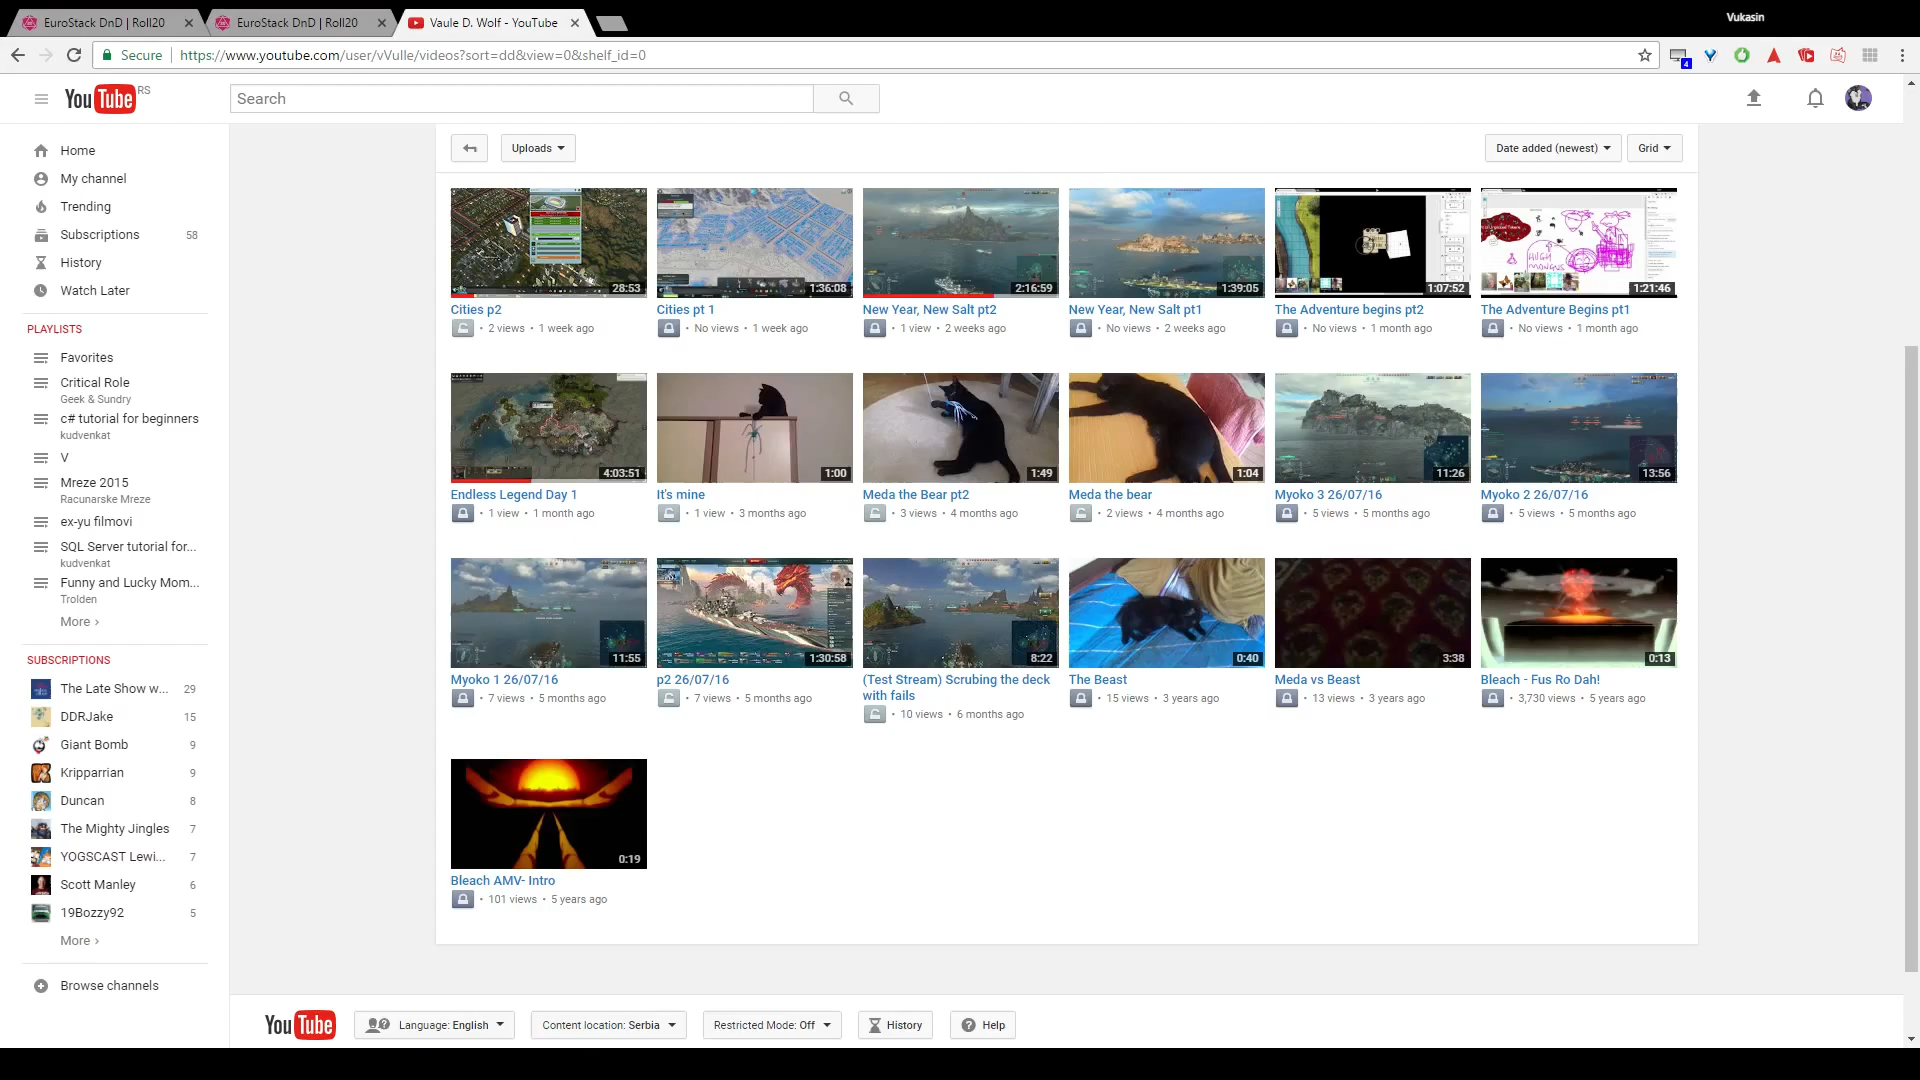 EuroStack DnD | Roll20
EuroStack DnD | Roll20
Vaule D. Wolf - YouTube
Vukasin
Secure
https://www.youtube.com/user/vVulle/videos?sort=dd&view=0&shelf_id=0
4
YouTube RS
Search
Home
My channel
Trending
Subscriptions 58
History
Watch Later
PLAYLISTS
Favorites
Critical Role
Geek & Sundry
c# tutorial for beginners
kudvenkat
V
Mreze 2015
Racunarske Mreze
ex-yu filmovi
SQL Server tutorial for...
kudvenkat
Funny and Lucky Mom...
Trolden
More ›
SUBSCRIPTIONS
The Late Show w... 29
DDRJake 15
Giant Bomb 9
Kripparrian 9
Duncan 8
The Mighty Jingles 7
YOGSCAST Lewi... 7
Scott Manley 6
19Bozzy92 5
More ›
Browse channels
Uploads
Date added (newest)
Grid
28:53
Cities p2
• 2 views • 1 week ago
1:36:08
Cities pt 1
• No views • 1 week ago
2:16:59
New Year, New Salt pt2
• 1 view • 2 weeks ago
1:39:05
New Year, New Salt pt1
• No views • 2 weeks ago
1:07:52
The Adventure begins pt2
• No views • 1 month ago
HUGH
MONGUS
1:21:46
The Adventure Begins pt1
• No views • 1 month ago
4:03:51
Endless Legend Day 1
• 1 view • 1 month ago
1:00
It's mine
• 1 view • 3 months ago
1:49
Meda the Bear pt2
• 3 views • 4 months ago
1:04
Meda the bear
• 2 views • 4 months ago
11:26
Myoko 3 26/07/16
• 5 views • 5 months ago
13:56
Myoko 2 26/07/16
• 5 views • 5 months ago
11:55
Myoko 1 26/07/16
• 7 views • 5 months ago
1:30:58
p2 26/07/16
• 7 views • 5 months ago
8:22
(Test Stream) Scrubing the deck
with fails
• 10 views • 6 months ago
0:40
The Beast
• 15 views • 3 years ago
3:38
Meda vs Beast
• 13 views • 3 years ago
0:13
Bleach - Fus Ro Dah!
• 3,730 views • 5 years ago
0:19
Bleach AMV- Intro
• 101 views • 5 years ago
YouTube
Language: English
Content location: Serbia
Restricted Mode: Off
History
Help